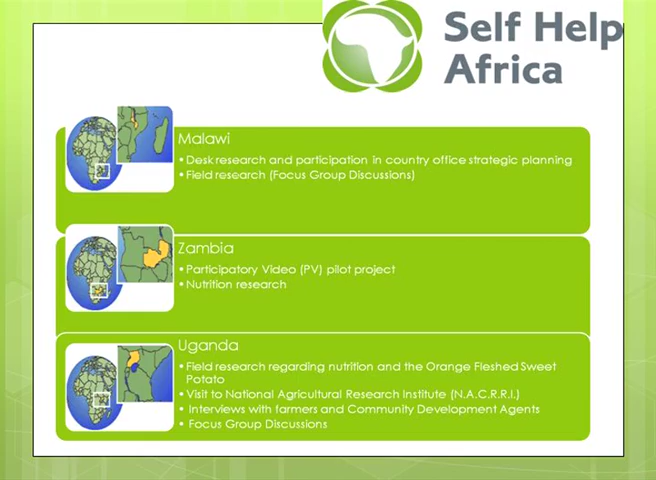 Self Help
Africa
Malawi
•Desk research and participation in country office strategic planning
•Field research (Focus Group Discussions)
Zambia
•Participatory Video (PV) pilot project
•Nutrition research
Uganda
•Field research regarding nutrition and the Orange Fleshed Sweet
Potato
•Visit to National Agricultural Research Institute (N.A.C.R.R.I.)
• Interviews with farmers and Community Development Agents
• Focus Group Discussions